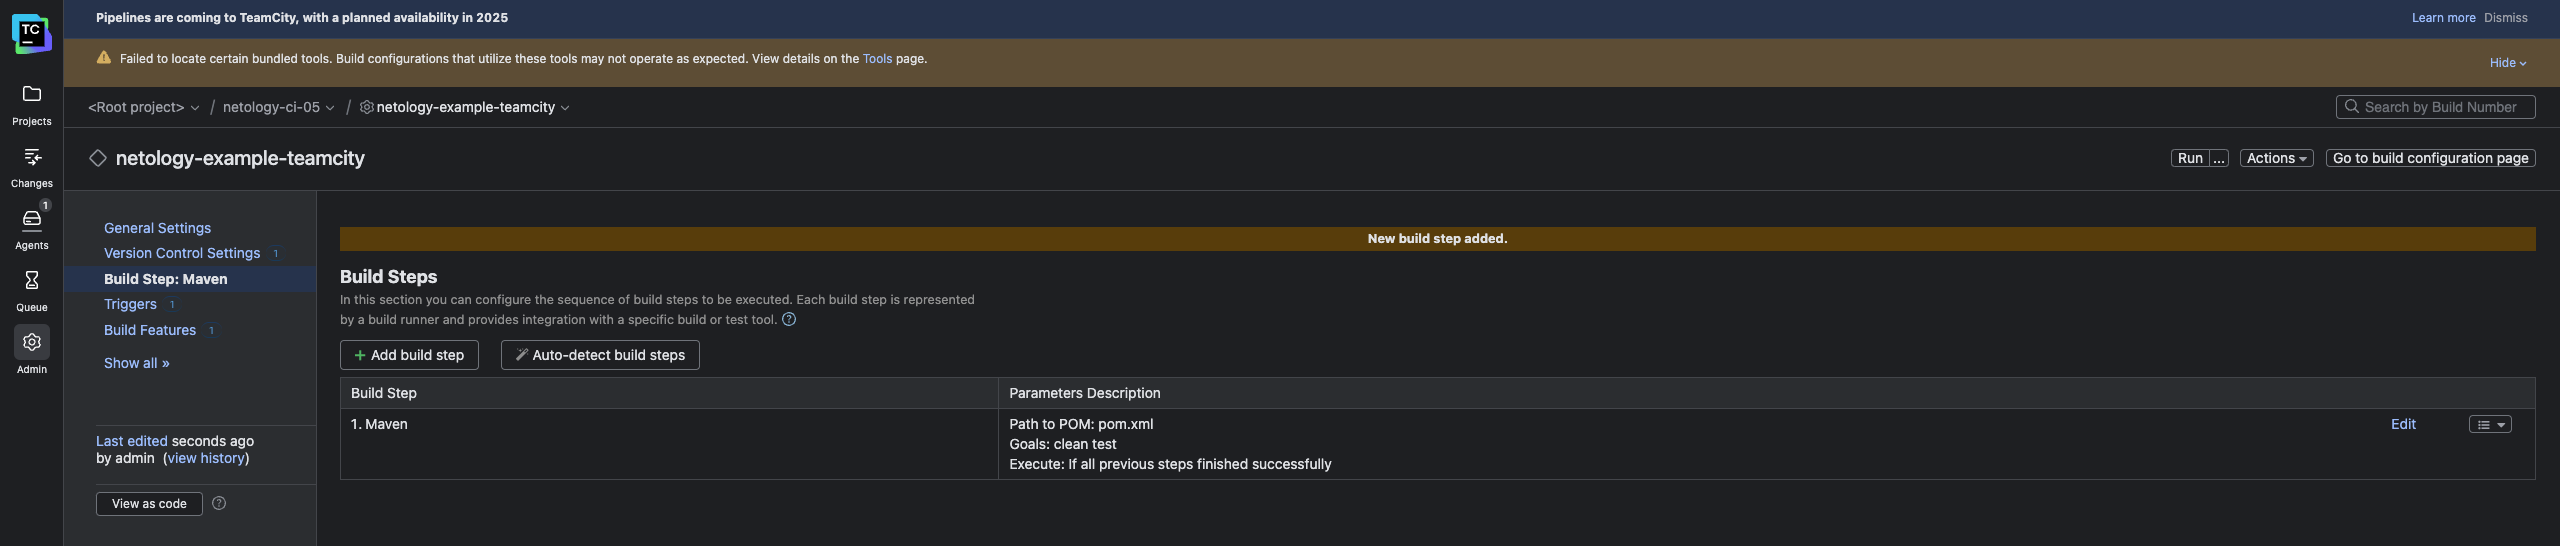 Pipelines are coming to TeamCity, with a planned availability in 2025
Learn more Dismiss
TC
Failed to locate certain bundled tools. Build configurations that utilize these tools may not operate as expected. View details on the Tools page.
Hide
<Root project> / netology-ci-05 / netology-example-teamcity
Search by Build Number
Projects
Changes
1
Agents
Queue
Admin
netology-example-teamcity
Run ... Actions Go to build configuration page
General Settings
Version Control Settings 1
Build Step: Maven
Triggers 1
Build Features 1
Show all »
Last edited seconds ago
by admin (view history)
View as code ?
New build step added.
Build Steps
In this section you can configure the sequence of build steps to be executed. Each build step is represented
by a build runner and provides integration with a specific build or test tool. ?
+ Add build step Auto-detect build steps
Build Step Parameters Description
1. Maven Path to POM: pom.xml Edit
Goals: clean test
Execute: If all previous steps finished successfully